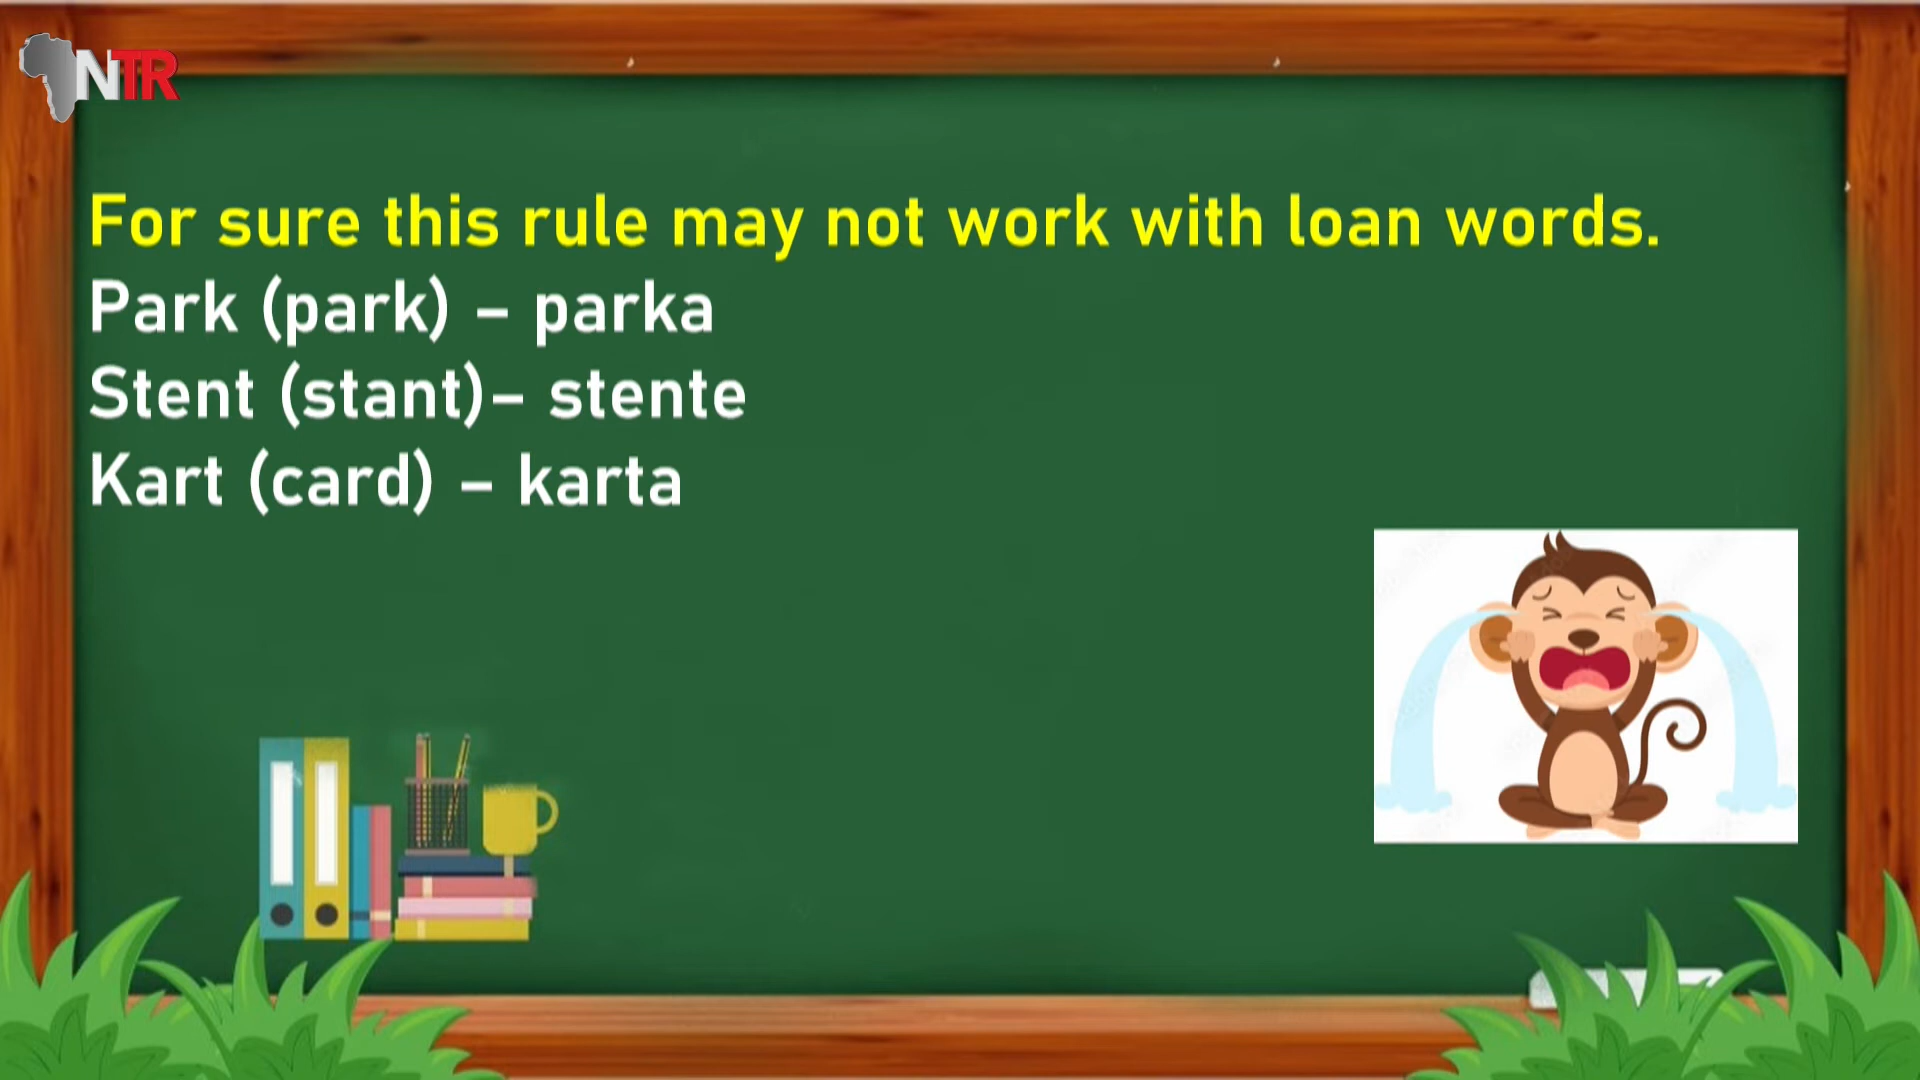 NTR
For sure this rule may not work with loan words.
Park (park) – parka
Stent (stant)– stente
Kart (card) – karta